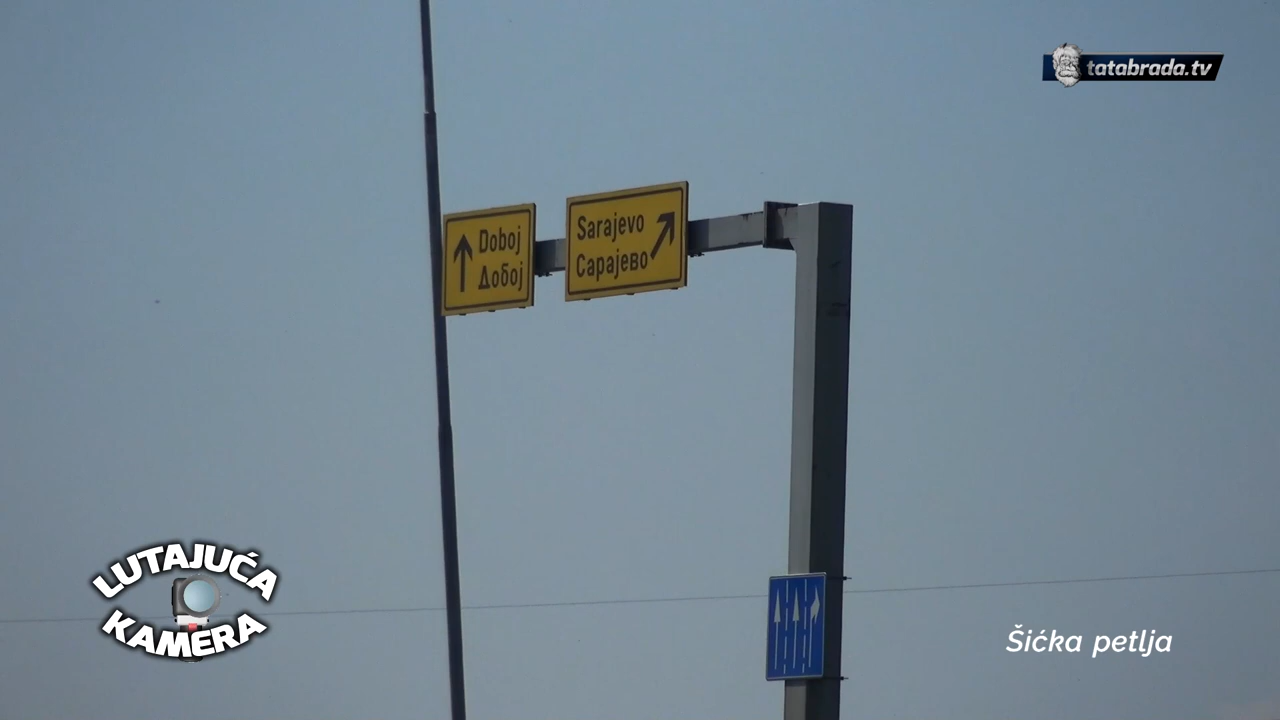 tatabrada.tv
Doboj
Добој
Sarajevo
Сарајево
LUTAJUĆA
KAMERA
Šićka petlja